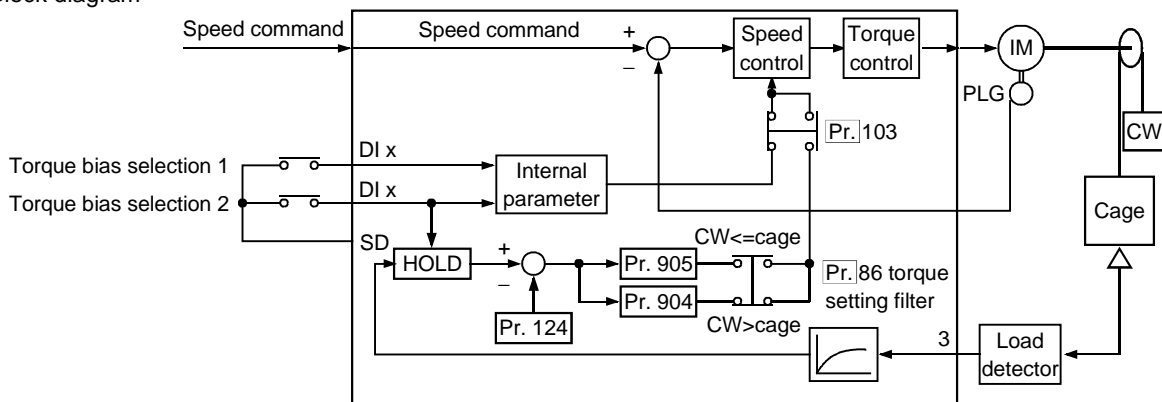 Block diagram
Speed command
Speed command
+
−
Speed
control
Torque
control
IM
PLG
CW
Pr. 103
Torque bias selection 1
DI x
Internal
parameter
Torque bias selection 2
DI x
Cage
SD
HOLD
+
−
CW<=cage
Pr. 905
Pr. 86 torque
setting filter
Pr. 904
Pr. 124
CW>cage
3
Load
detector